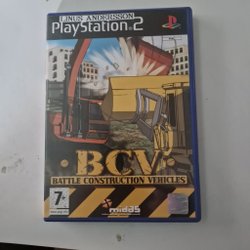 LINUS ANDERSSON
PlayStation 2
BCV
BATTLE CONSTRUCTION VEHICLES
7+
midas